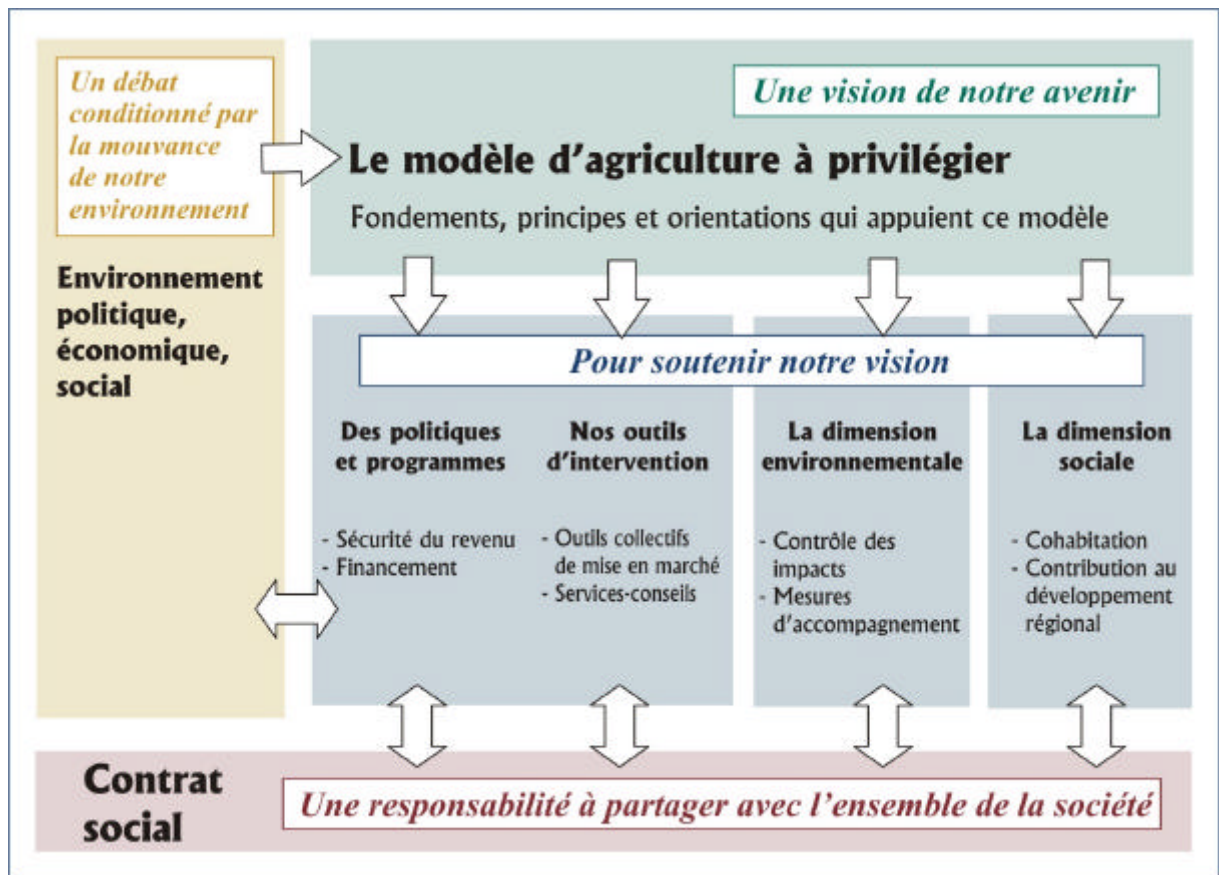 Un débat
conditionné par
la mouvance
de notre
environnement
Environnement
politique,
économique,
social
Une vision de notre avenir
Le modèle d'agriculture à privilégier
Fondements, principes et orientations qui appuient ce modèle
Pour soutenir notre vision
Des politiques
et programmes
- Sécurité du revenu
- Financement
Nos outils
d'intervention
- Outils collectifs
de mise en marché
- Services-conseils
La dimension
environnementale
- Contrôle des
impacts
- Mesures
d'accompagnement
La dimension
sociale
- Cohabitation
- Contribution au
développement
régional
Contrat
social
Une responsabilité à partager avec l'ensemble de la société